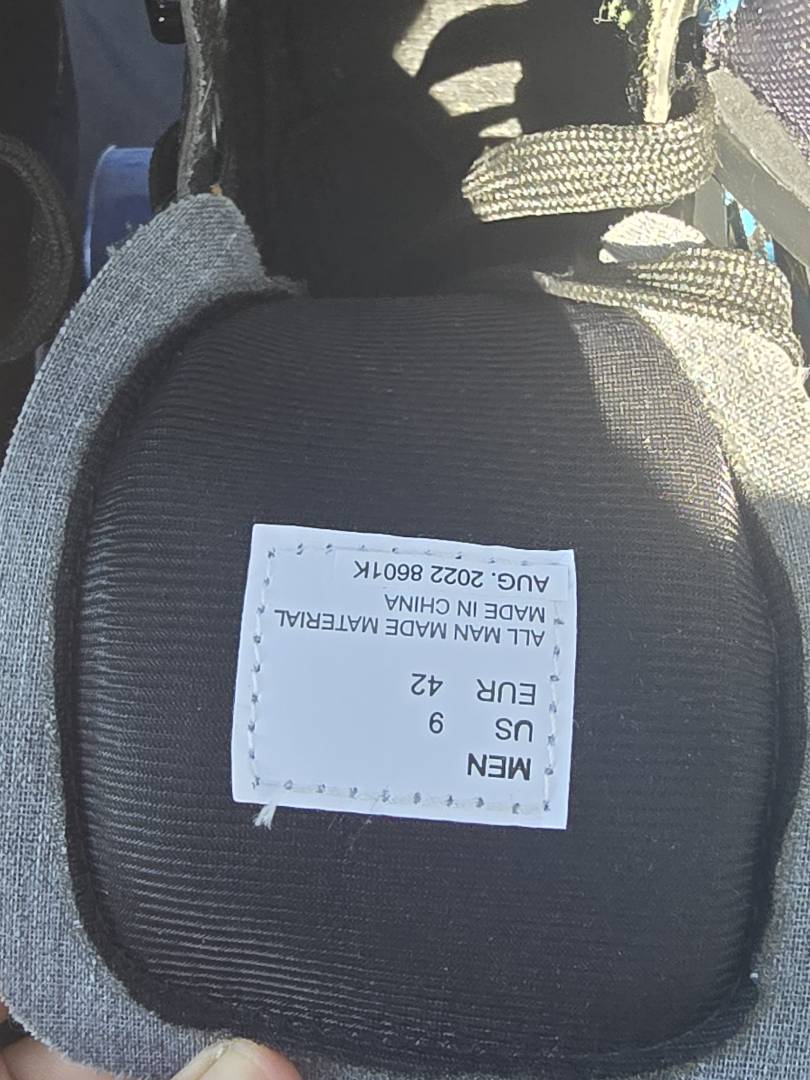 MEN
US 9
EUR 42
ALL MAN MADE MATERIAL
MADE IN CHINA
AUG. 2022 8601K